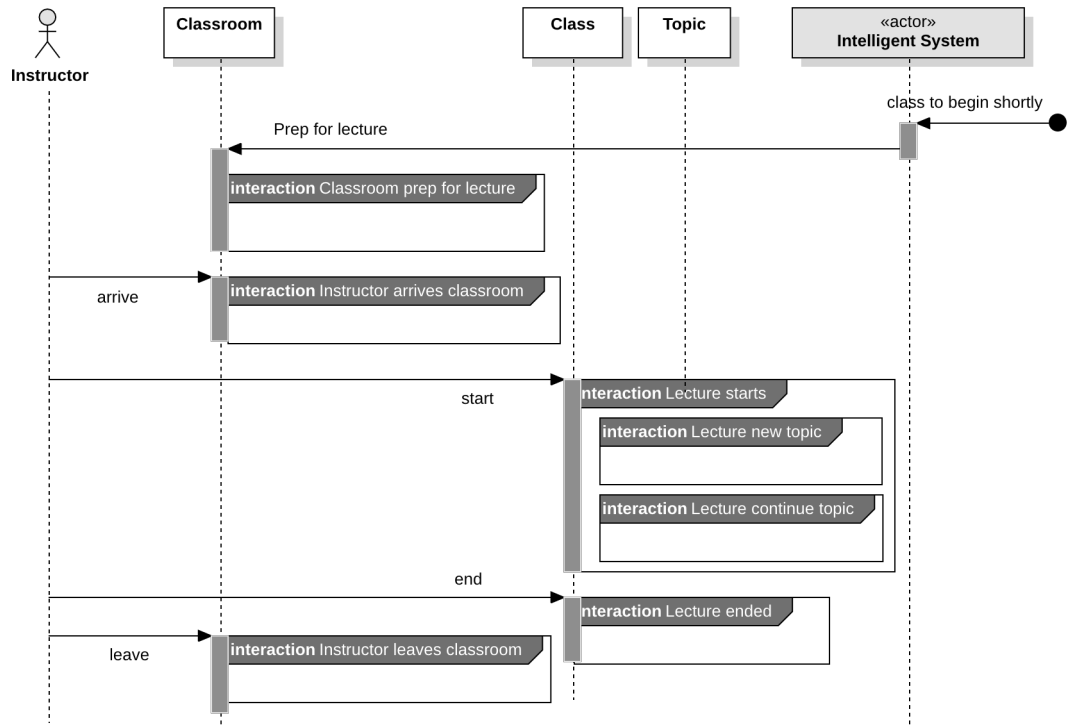 Classroom
Class
Topic
«actor»
Intelligent System
Instructor
class to begin shortly
Prep for lecture
interaction Classroom prep for lecture
interaction Instructor arrives classroom
arrive
start
nteraction Lecture starts
interaction Lecture new topic
interaction Lecture continue topic
end
nteraction Lecture ended
leave
interaction Instructor leaves classroom